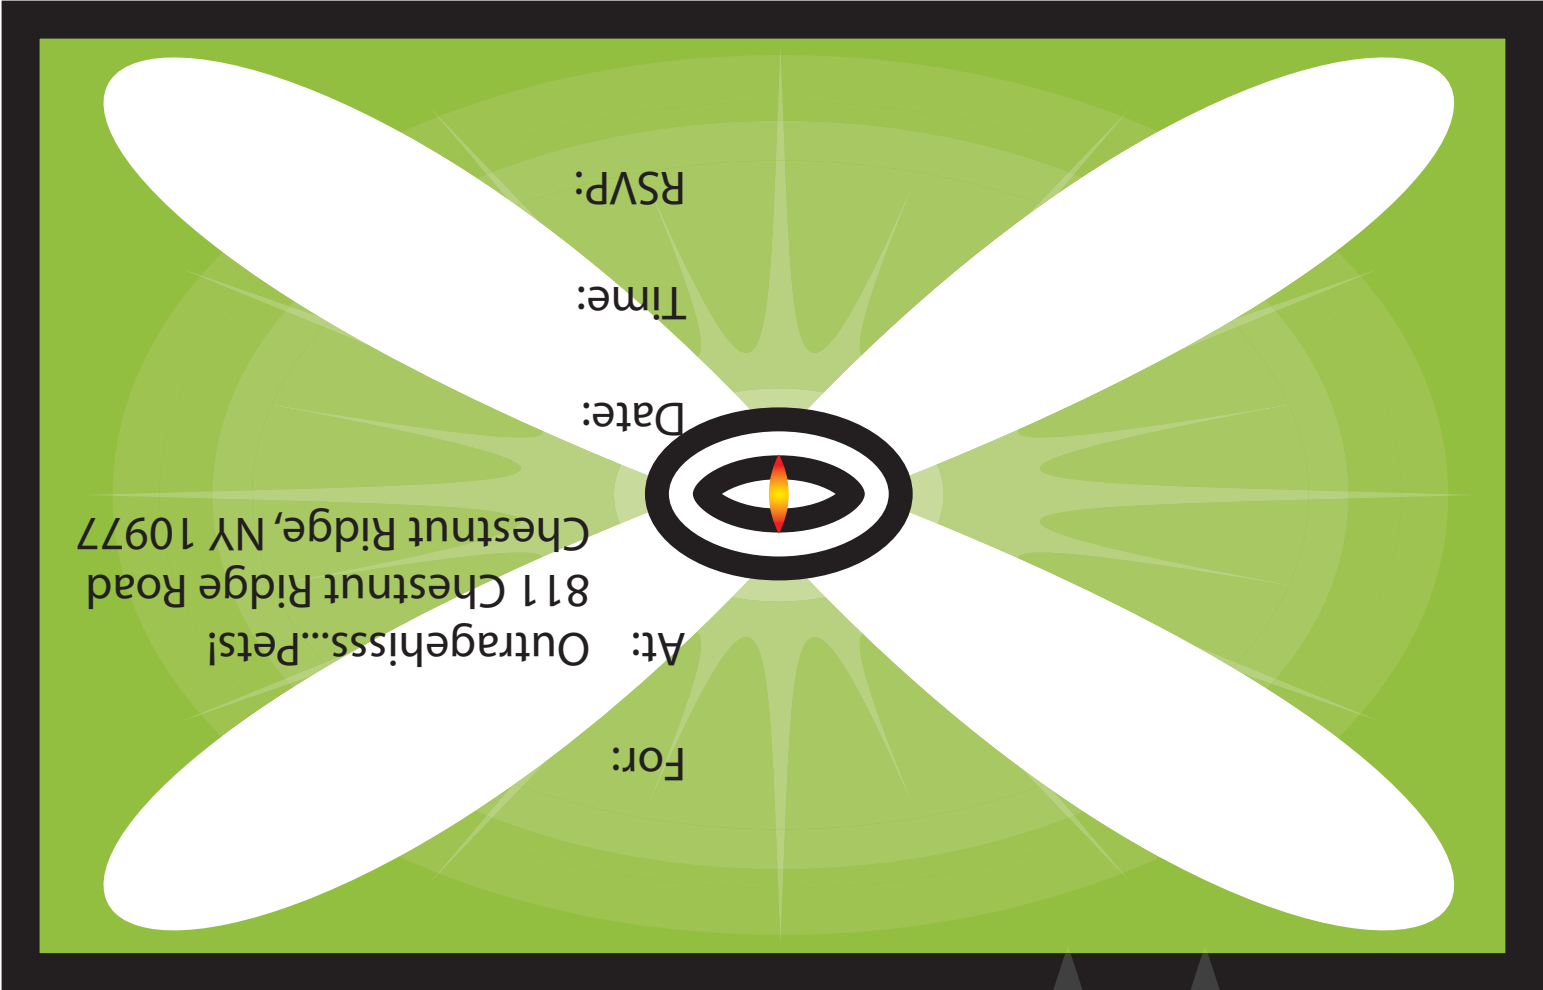 For:
At: Outragehisss...Pets!
811 Chestnut Ridge Road
Chestnut Ridge, NY 10977
Date:
Time:
RSVP: